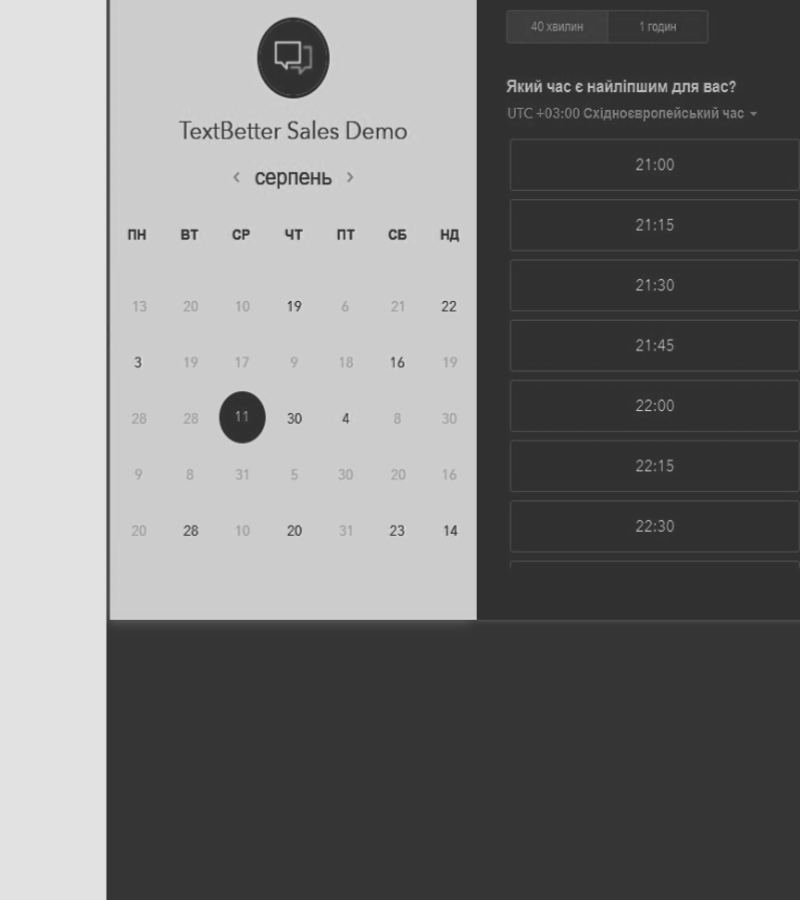 TextBetter Sales Demo
серпень
ПН ВТ СР ЧТ ПТ СБ НД
13 20 10 19 6 21 22
3 19 17 9 18 16 19
28 28 11 30 4 8 30
9 8 31 5 30 20 16
20 28 10 20 31 23 14
40 хвилин 1 годин
Який час є найліпшим для вас?
UTC +03:00 Східноєвропейський час
21:00
21:15
21:30
21:45
22:00
22:15
22:30